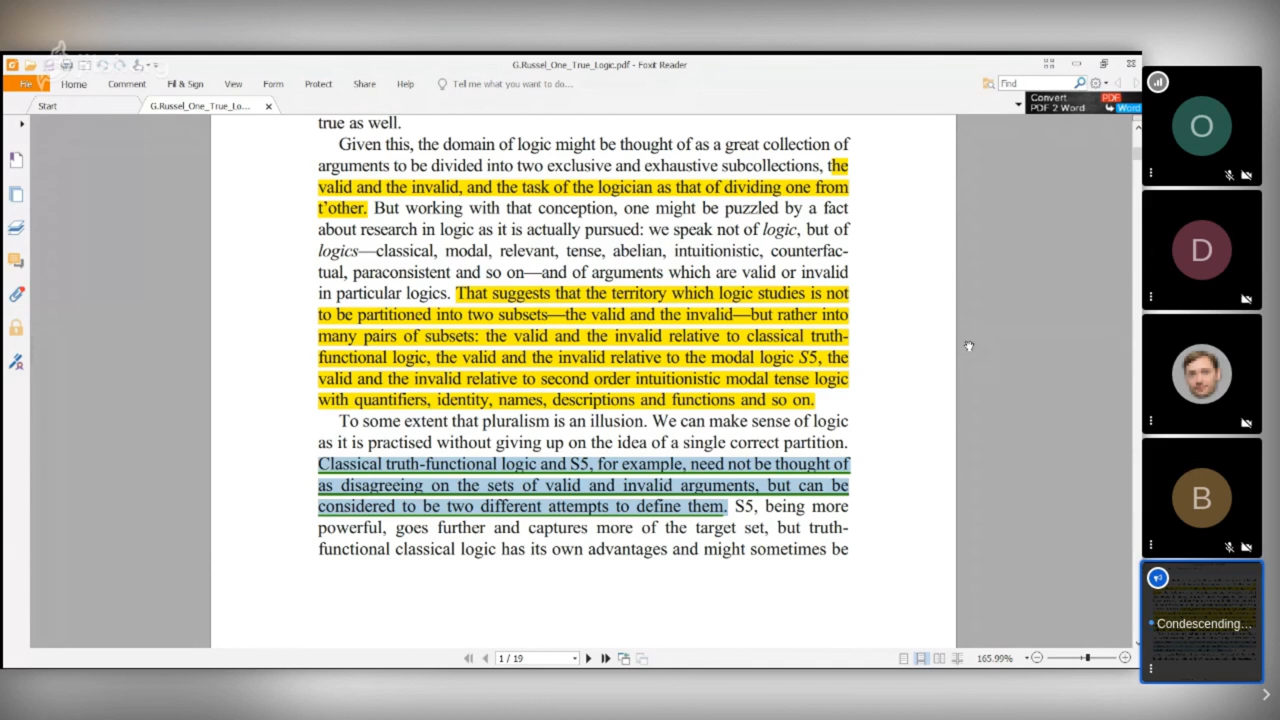 G.Russel_One_True_Logic.pdf - Foxit Reader
File Home Comment Fill & Sign View Form Protect Share Help Tell me what you want to do... Find
Start G.Russel_One_True_Lo...
Convert PDF
PDF 2 Word Word
true as well.
Given this, the domain of logic might be thought of as a great collection of
arguments to be divided into two exclusive and exhaustive subcollections, the
valid and the invalid, and the task of the logician as that of dividing one from
t’other. But working with that conception, one might be puzzled by a fact
about research in logic as it is actually pursued: we speak not of logic, but of
logics—classical, modal, relevant, tense, abelian, intuitionistic, counterfac-
tual, paraconsistent and so on—and of arguments which are valid or invalid
in particular logics. That suggests that the territory which logic studies is not
to be partitioned into two subsets—the valid and the invalid—but rather into
many pairs of subsets: the valid and the invalid relative to classical truth-
functional logic, the valid and the invalid relative to the modal logic S5, the
valid and the invalid relative to second order intuitionistic modal tense logic
with quantifiers, identity, names, descriptions and functions and so on.
To some extent that pluralism is an illusion. We can make sense of logic
as it is practised without giving up on the idea of a single correct partition.
Classical truth-functional logic and S5, for example, need not be thought of
as disagreeing on the sets of valid and invalid arguments, but can be
considered to be two different attempts to define them. S5, being more
powerful, goes further and captures more of the target set, but truth-
functional classical logic has its own advantages and might sometimes be
1 / 19
165.99%
O
D
B
Condescending...